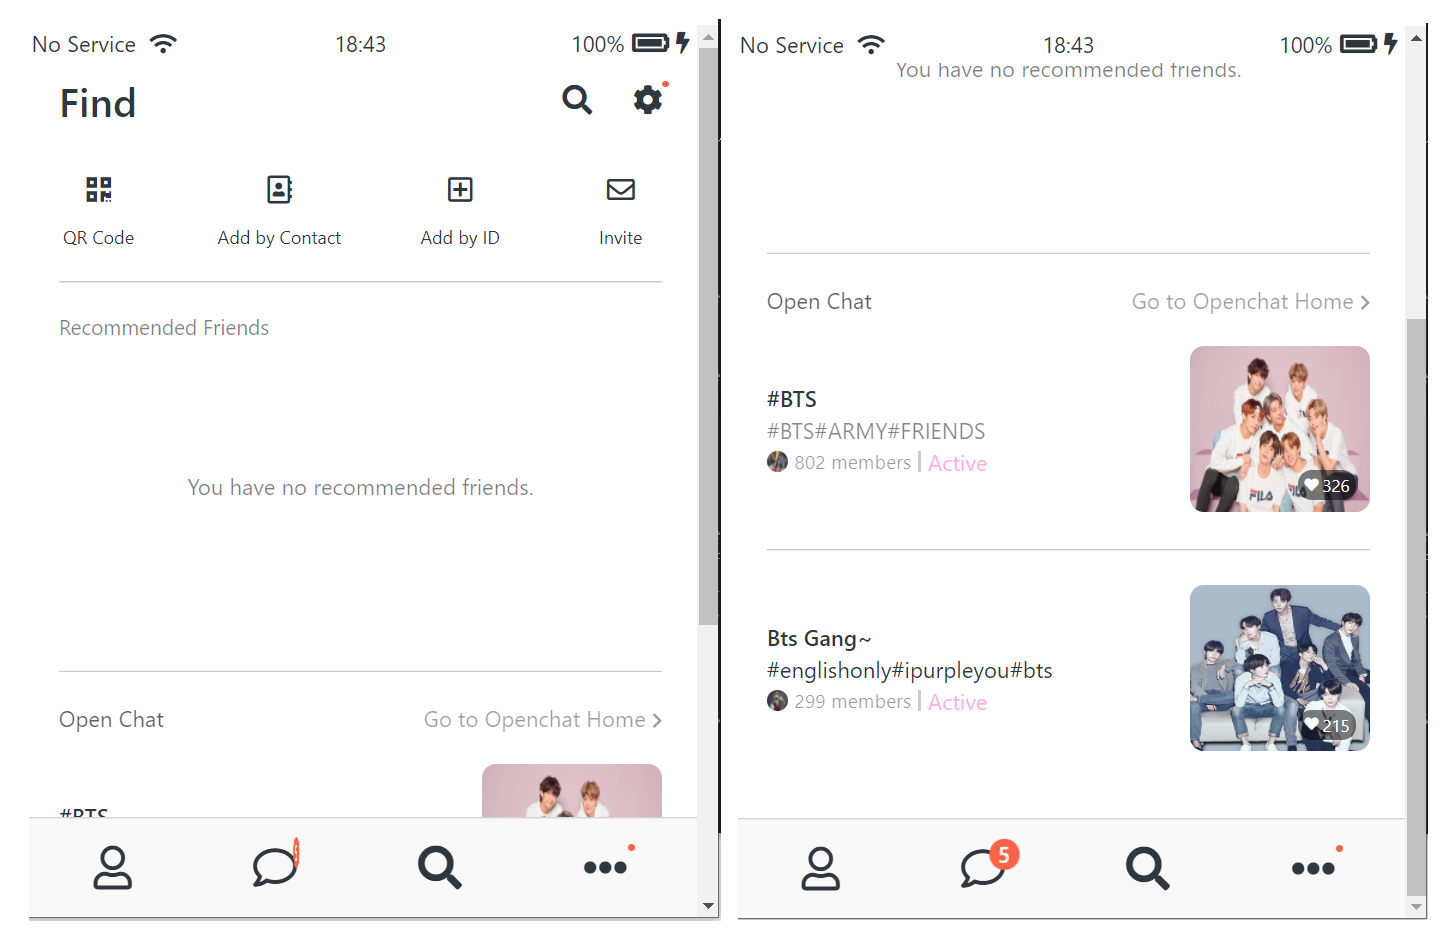 No Service 18:43 100%
Find
QR Code Add by Contact Add by ID Invite
Recommended Friends
You have no recommended friends.
Open Chat Go to Openchat Home
#BTS
No Service 18:43 100%
You have no recommended friends.
Open Chat Go to Openchat Home
#BTS
#BTS#ARMY#FRIENDS
802 members | Active
FILA FILA
326
Bts Gang~
#englishonly#ipurpleyou#bts
299 members | Active
215
5